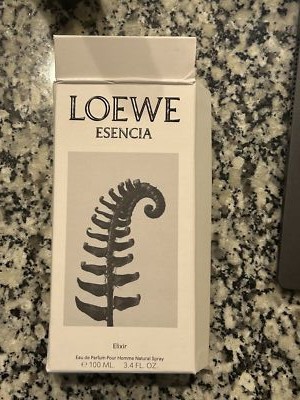 LOEWE
ESENCIA
Elixir
Eau de Parfum Pour Homme Natural Spray
℮ 100 ML. 3.4 FL. OZ